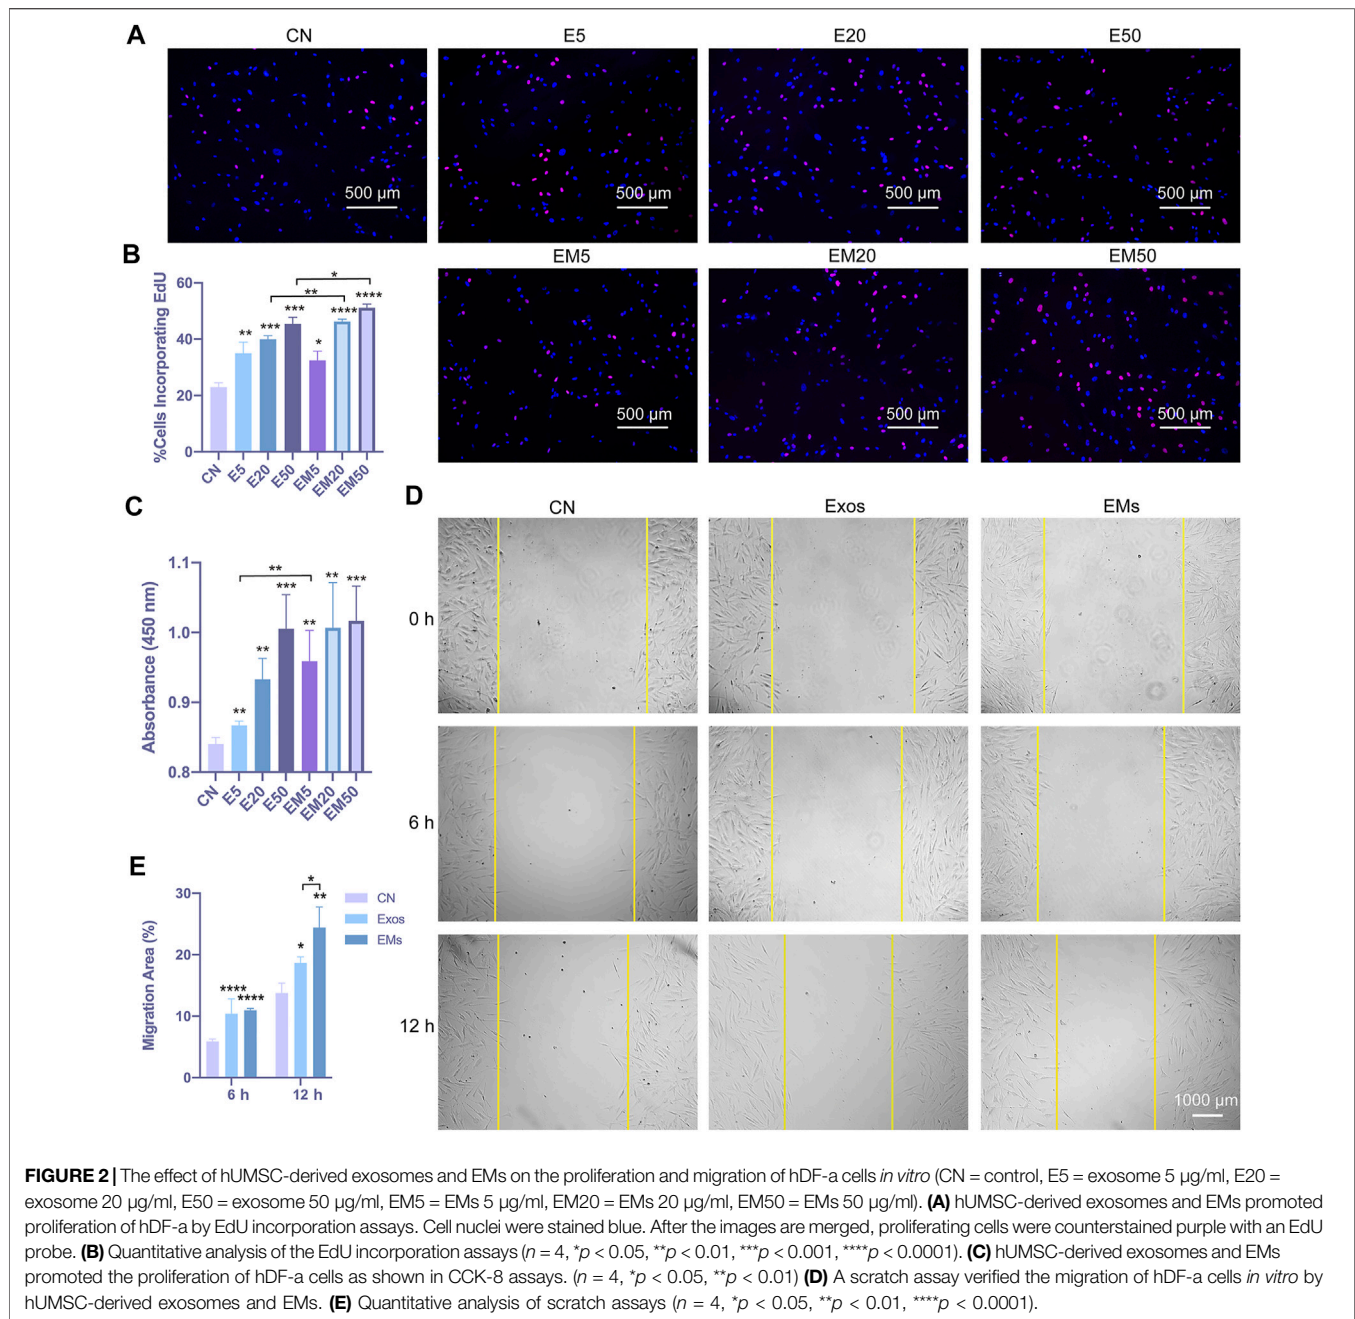 A
CN
E5
E20
E50
500 µm
500 µm
500 µm
500 µm
B
EM5
EM20
EM50
500 µm
500 µm
500 µm
%Cells Incorporating EdU
60
40
20
0
**
***
***
*
****
****
**
*
CN
E5
E20
E50
EM5
EM20
EM50
C
Absorbance (450 nm)
1.1
1.0
0.9
0.8
**
**
***
**
**
***
**
CN
E5
E20
E50
EM5
EM20
EM50
D
CN
Exos
EMs
0 h
6 h
12 h
1000 µm
E
Migration Area (%)
30
20
10
0
****
****
*
**
*
6 h
12 h
CN
Exos
EMs
FIGURE 2 | The effect of hUMSC-derived exosomes and EMs on the proliferation and migration of hDF-a cells in vitro (CN = control, E5 = exosome 5 µg/ml, E20 =
exosome 20 µg/ml, E50 = exosome 50 µg/ml, EM5 = EMs 5 µg/ml, EM20 = EMs 20 µg/ml, EM50 = EMs 50 µg/ml). (A) hUMSC-derived exosomes and EMs promoted
proliferation of hDF-a by EdU incorporation assays. Cell nuclei were stained blue. After the images are merged, proliferating cells were counterstained purple with an EdU
probe. (B) Quantitative analysis of the EdU incorporation assays (n = 4, *p < 0.05, **p < 0.01, ***p < 0.001, ****p < 0.0001). (C) hUMSC-derived exosomes and EMs
promoted the proliferation of hDF-a cells as shown in CCK-8 assays. (n = 4, *p < 0.05, **p < 0.01) (D) A scratch assay verified the migration of hDF-a cells in vitro by
hUMSC-derived exosomes and EMs. (E) Quantitative analysis of scratch assays (n = 4, *p < 0.05, **p < 0.01, ****p < 0.0001).